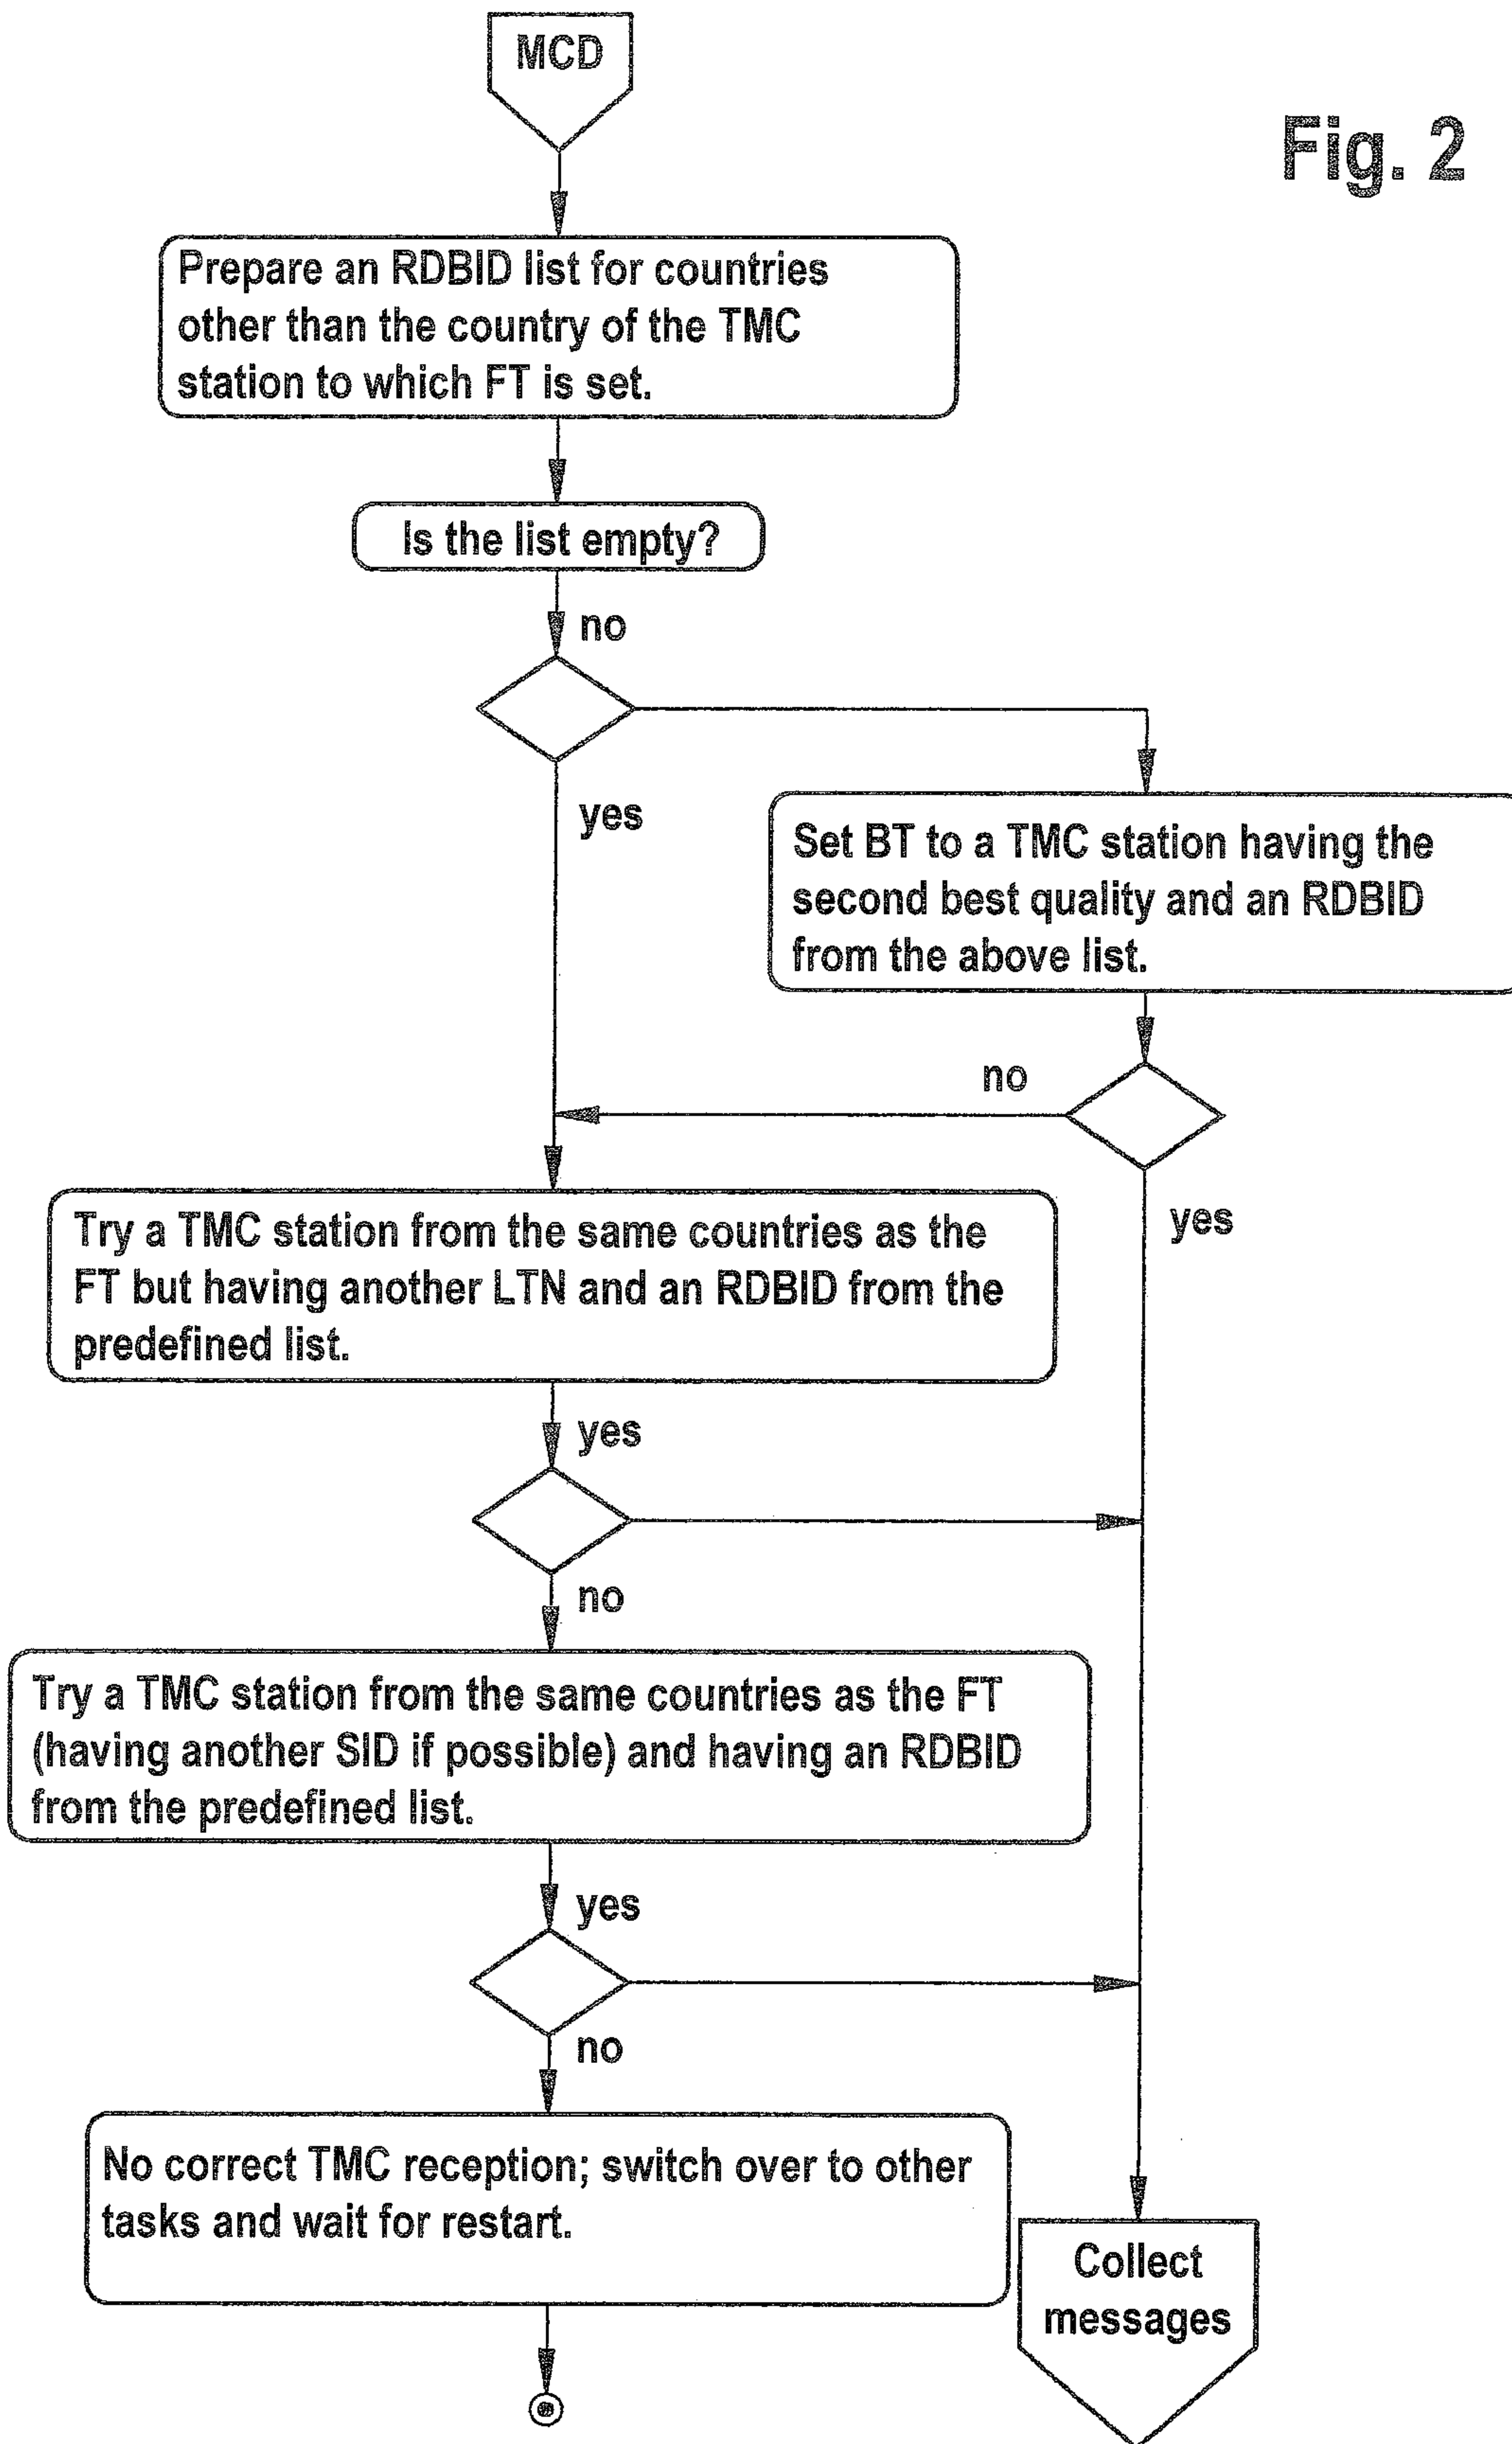 MCD
Fig. 2
Prepare an RDBID list for countries
other than the country of the TMC
station to which FT is set.
Is the list empty?
no
yes
Set BT to a TMC station having the
second best quality and an RDBID
from the above list.
no
yes
Try a TMC station from the same countries as the
FT but having another LTN and an RDBID from the
predefined list.
yes
no
Try a TMC station from the same countries as the FT
(having another SID if possible) and having an RDBID
from the predefined list.
yes
no
No correct TMC reception; switch over to other
tasks and wait for restart.
Collect
messages